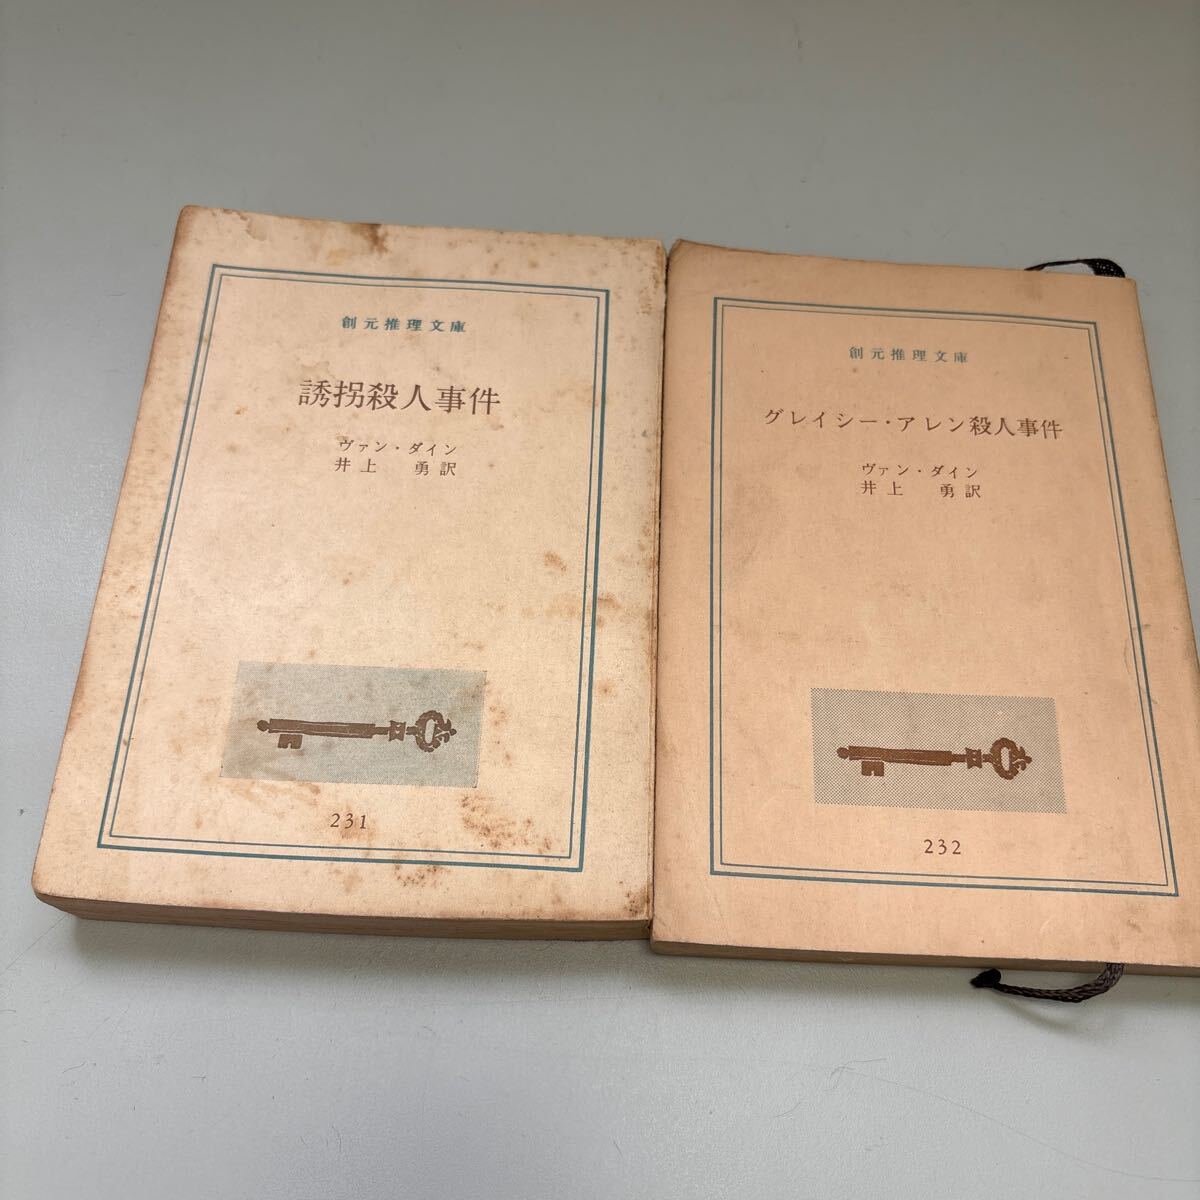 創元推理文庫
誘拐殺人事件
ヴァン・ダイン
井上 勇訳
231
創元推理文庫
グレイシー・アレン殺人事件
ヴァン・ダイン
井上 勇訳
232